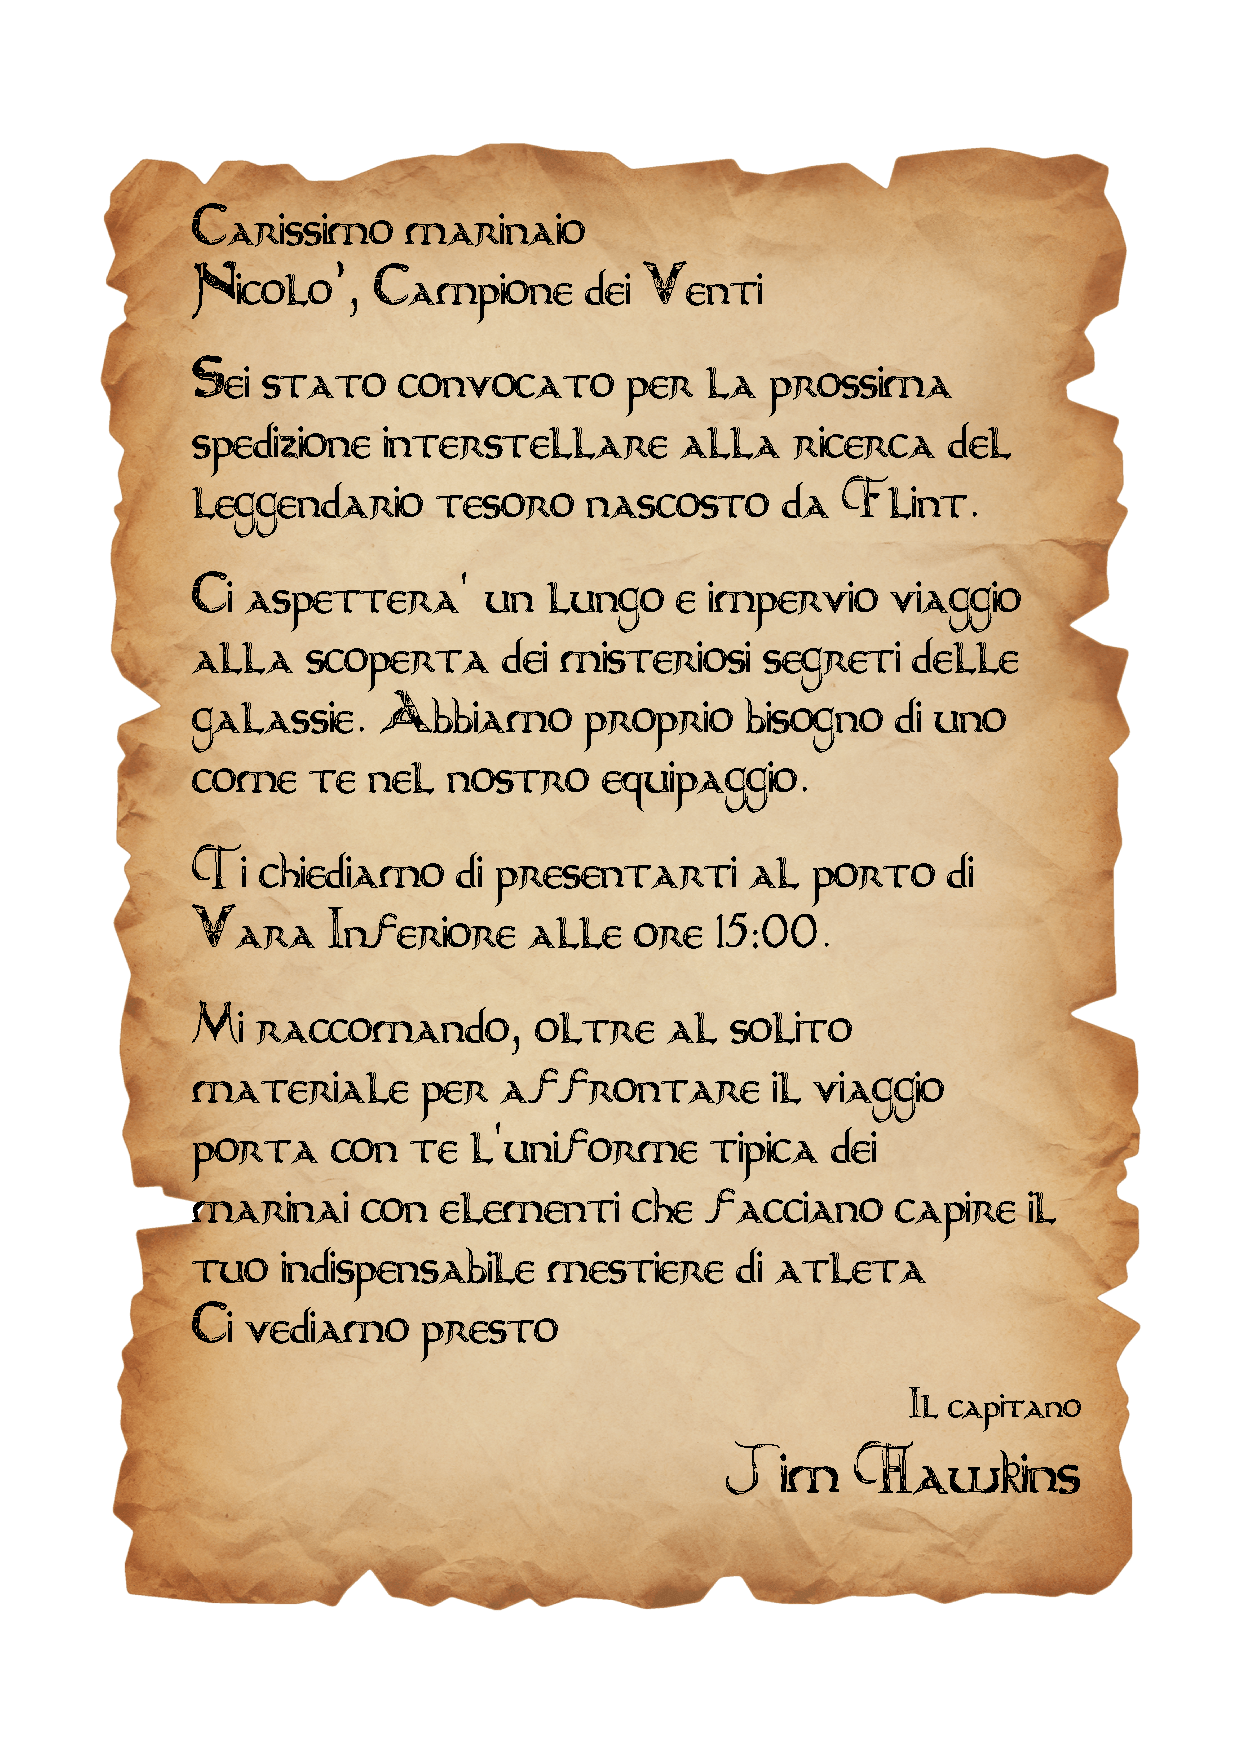 Carissimo marinaio
Nicolo', Campione dei Venti
Sei stato convocato per la prossima
spedizione interstellare alla ricerca del
leggendario tesoro nascosto da Flint.
Ci aspettera' un lungo e impervio viaggio
alla scoperta dei misteriosi segreti delle
galassie. Abbiamo proprio bisogno di uno
come te nel nostro equipaggio.
Ti chiediamo di presentarti al porto di
Vara Inferiore alle ore 15:00.
Mi raccomando, oltre al solito
materiale per affrontare il viaggio
porta con te l'uniforme tipica dei
marinai con elementi che facciano capire il
tuo indispensabile mestiere di atleta
Ci vediamo presto
Il capitano
Jim Hawkins